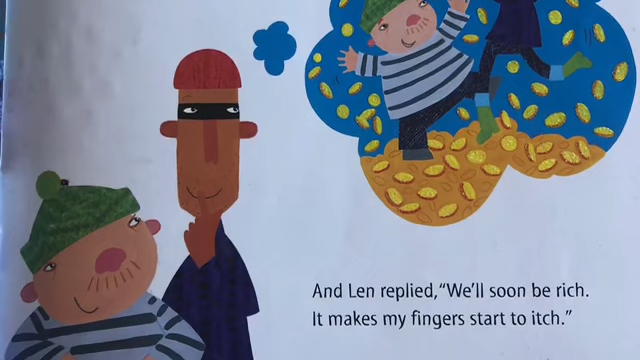 And Len replied,“We’ll soon be rich.
It makes my fingers start to itch.”